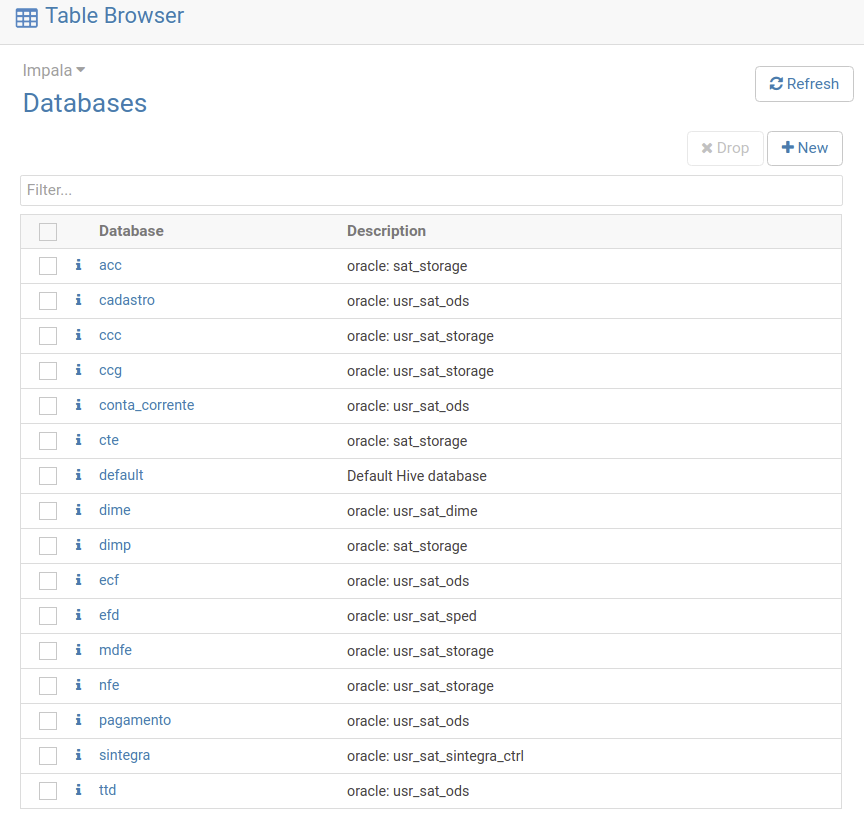 Table Browser
Impala
Databases
Refresh
Drop New
Filter...
Database Description
acc oracle: sat_storage
cadastro oracle: usr_sat_ods
ccc oracle: usr_sat_storage
ccg oracle: usr_sat_storage
conta_corrente oracle: usr_sat_ods
cte oracle: sat_storage
default Default Hive database
dime oracle: usr_sat_dime
dimp oracle: sat_storage
ecf oracle: usr_sat_ods
efd oracle: usr_sat_sped
mdfe oracle: usr_sat_storage
nfe oracle: usr_sat_storage
pagamento oracle: usr_sat_ods
sintegra oracle: usr_sat_sintegra_ctrl
ttd oracle: usr_sat_ods